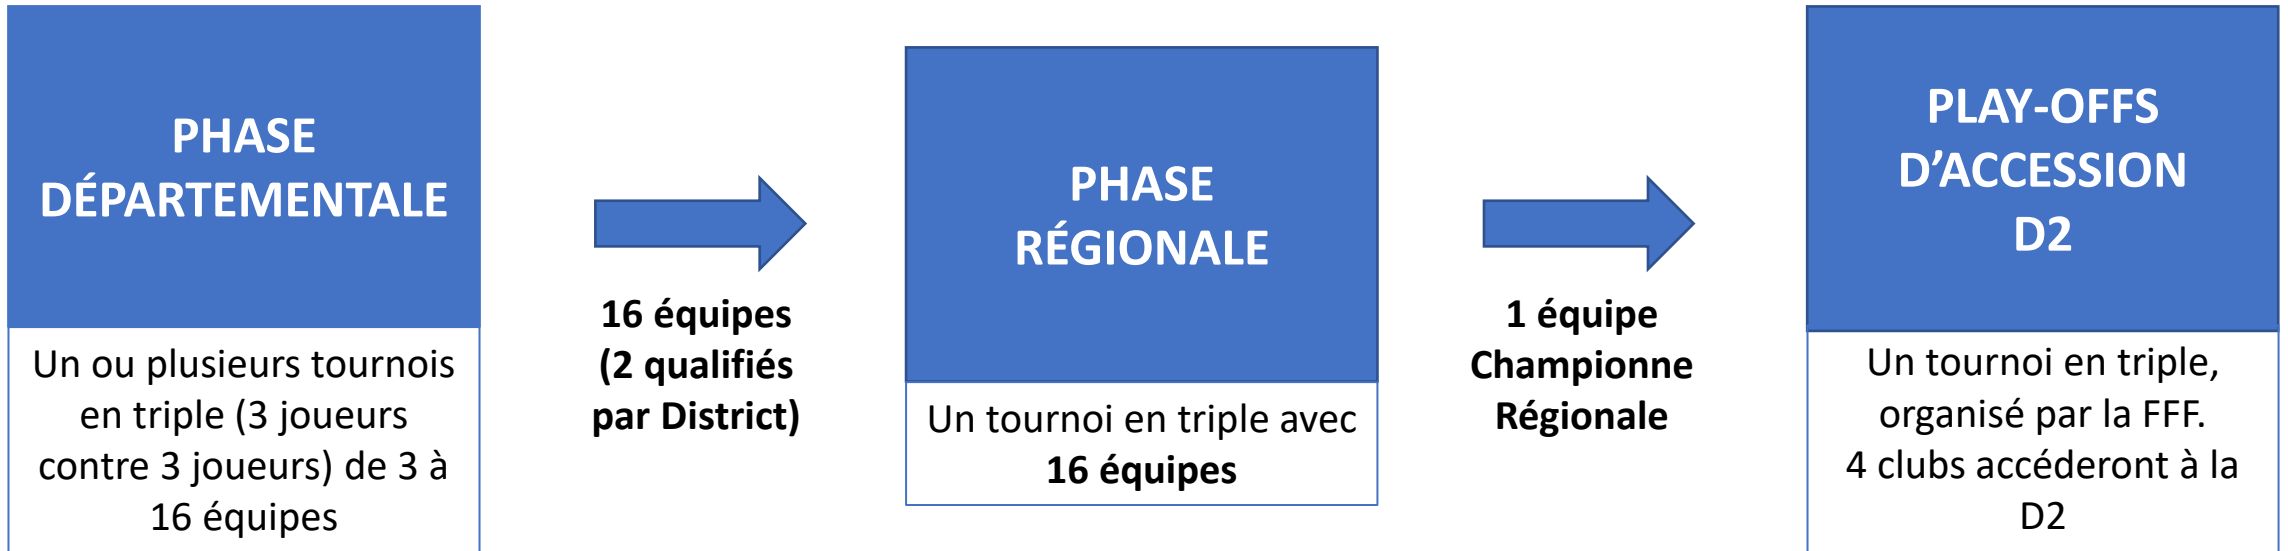 PHASE
DÉPARTEMENTALE
Un ou plusieurs tournois
en triple (3 joueurs
contre 3 joueurs) de 3 à
16 équipes
16 équipes
(2 qualifiés
par District)
PHASE
RÉGIONALE
Un tournoi en triple avec
16 équipes
1 équipe
Championne
Régionale
PLAY-OFFS
D’ACCESSION
D2
Un tournoi en triple,
organisé par la FFF.
4 clubs accéderont à la
D2